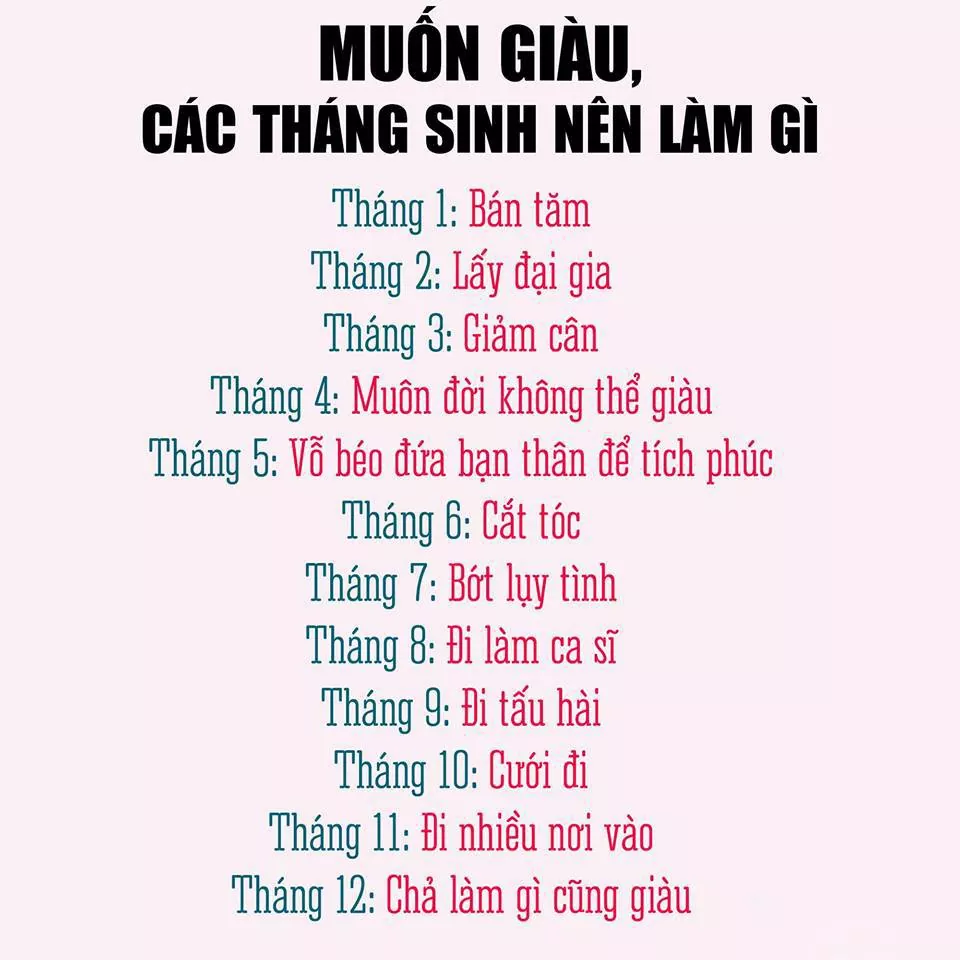 MUỐN GIÀU,
CÁC THÁNG SINH NÊN LÀM GÌ
Tháng 1: Bán tăm
Tháng 2: Lấy đại gia
Tháng 3: Giảm cân
Tháng 4: Muôn đời không thể giàu
Tháng 5: Vỗ béo đứa bạn thân để tích phúc
Tháng 6: Cắt tóc
Tháng 7: Bớt lụy tình
Tháng 8: Đi làm ca sĩ
Tháng 9: Đi tấu hài
Tháng 10: Cưới đi
Tháng 11: Đi nhiều nơi vào
Tháng 12: Chả làm gì cũng giàu